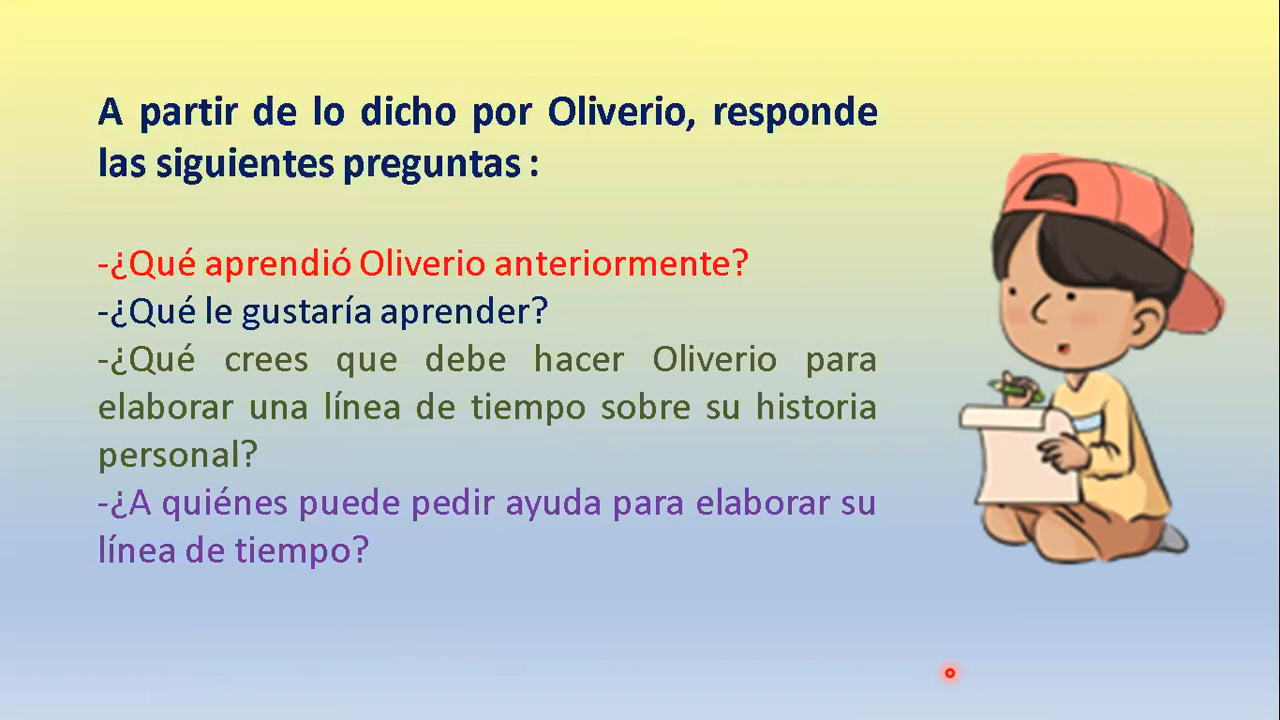 A partir de lo dicho por Oliverio, responde
las siguientes preguntas :
-¿Qué aprendió Oliverio anteriormente?
-¿Qué le gustaría aprender?
-¿Qué crees que debe hacer Oliverio para
elaborar una línea de tiempo sobre su historia
personal?
-¿A quiénes puede pedir ayuda para elaborar su
línea de tiempo?